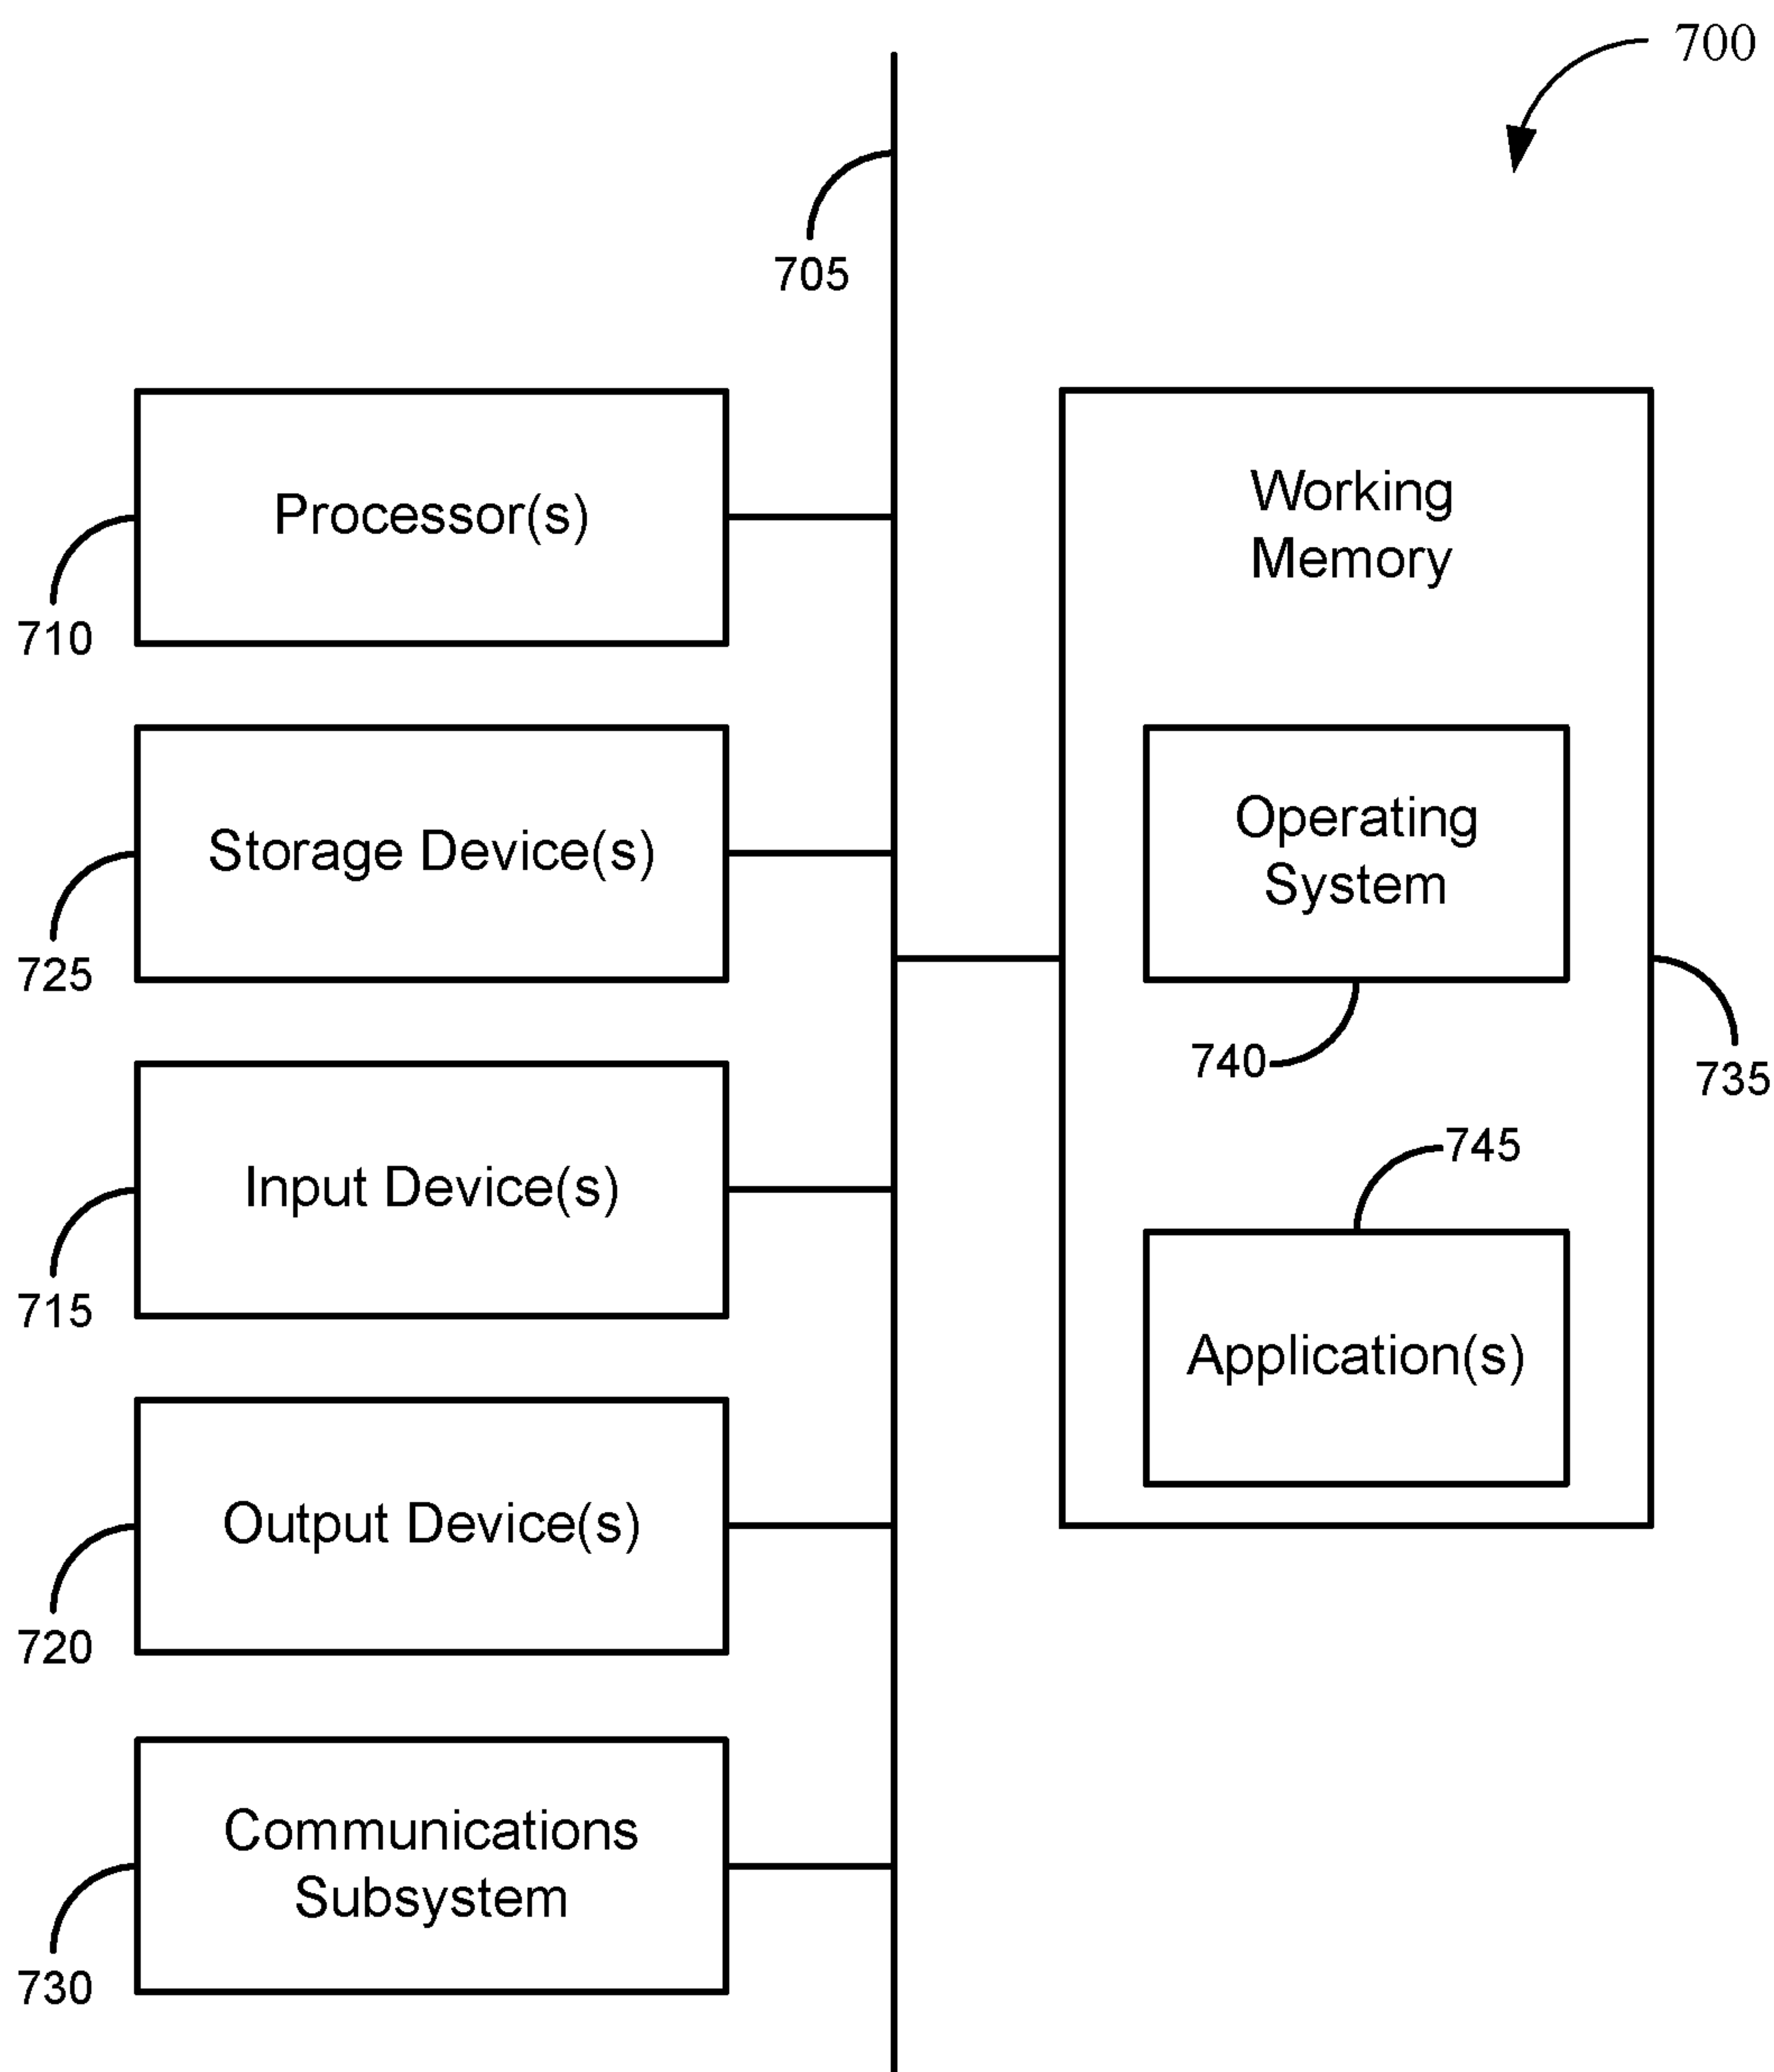 700
705
Processor(s)
710
Storage Device(s)
725
Input Device(s)
715
Output Device(s)
720
Communications
Subsystem
730
Working
Memory
Operating
System
740
735
745
Application(s)